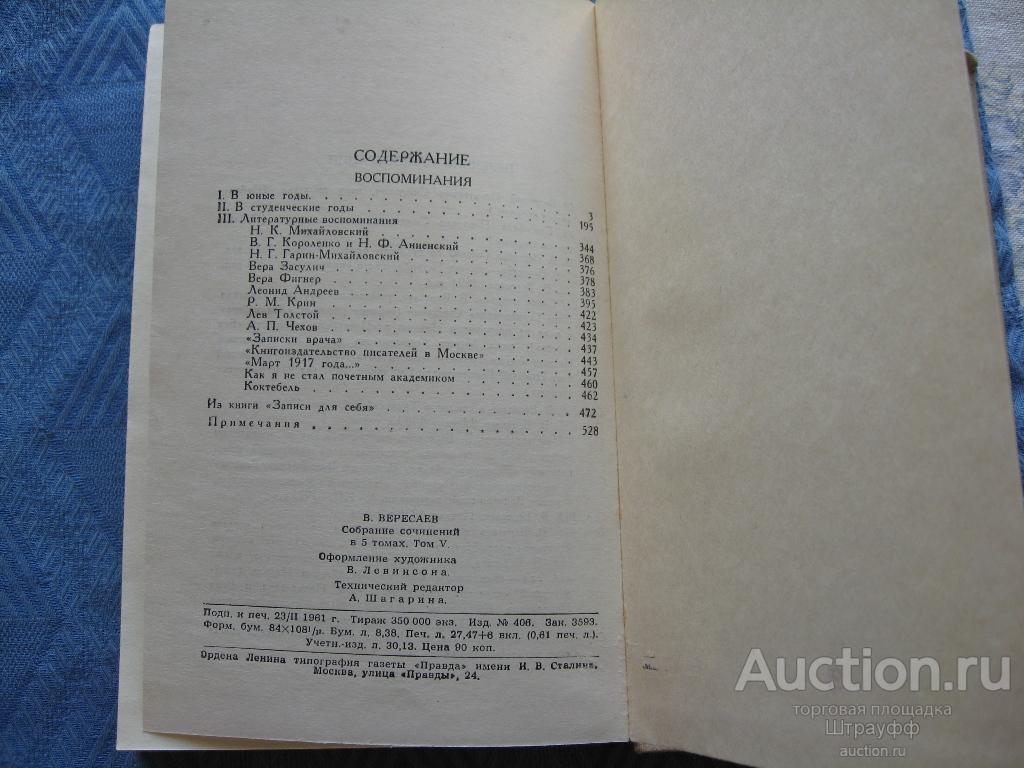 СОДЕРЖАНИЕ
ВОСПОМИНАНИЯ
I. В юные годы. 3
II. В студенческие годы 195
III. Литературные воспоминания
Н. К. Михайловский 344
В. Г. Короленко и Н. Ф. Анненский 368
Н. Г. Гарин-Михайловский 376
Вера Засулич 378
Вера Фигнер 383
Леонид Андреев 395
Р. М. Крин 422
Лев Толстой 423
А. П. Чехов 434
«Записки врача» 437
«Книгоиздательство писателей в Москве» 443
«Март 1917 года...» 457
Как я не стал почетным академиком 460
Коктебель 462
Из книги «Записи для себя» 472
Примечания 528
В. ВЕРЕСАЕВ
Собрание сочинений
в 5 томах. Том V.
Оформление художника
В. Левинсона.
Технический редактор
А. Шагарина.
Подп. к печ. 23/II 1961 г. Тираж 350 000 экз. Изд. № 406. Зак. 3593.
Форм. бум. 84×108¹/₃₂. Бум. л. 8,38. Печ. л. 27,47+6 вкл. (0,61 печ. л.).
Учетн.-изд. л. 30,13. Цена 90 коп.
Ордена Ленина типография газеты «Правда» имени И. В. Сталина.
Москва, улица «Правды», 24.
Auction.ru
торговая площадка
Штрауфф
auction.ru